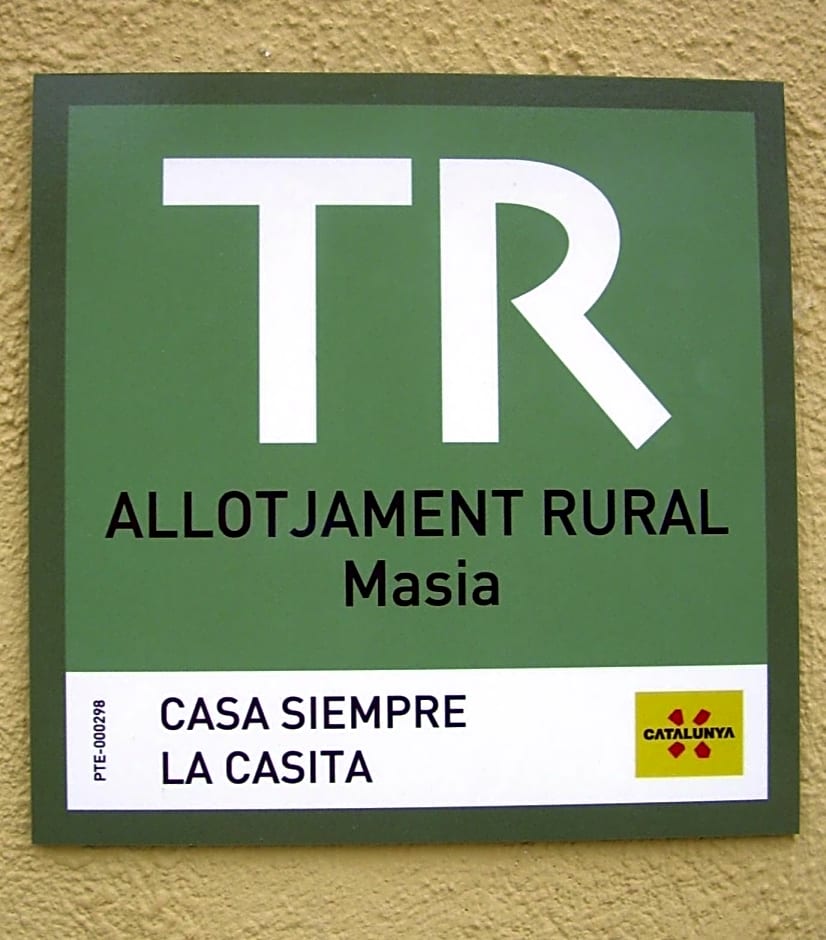 TR
ALLOTJAMENT RURAL
Masia
PTE-000298
CASA SIEMPRE
LA CASITA
CATALUNYA